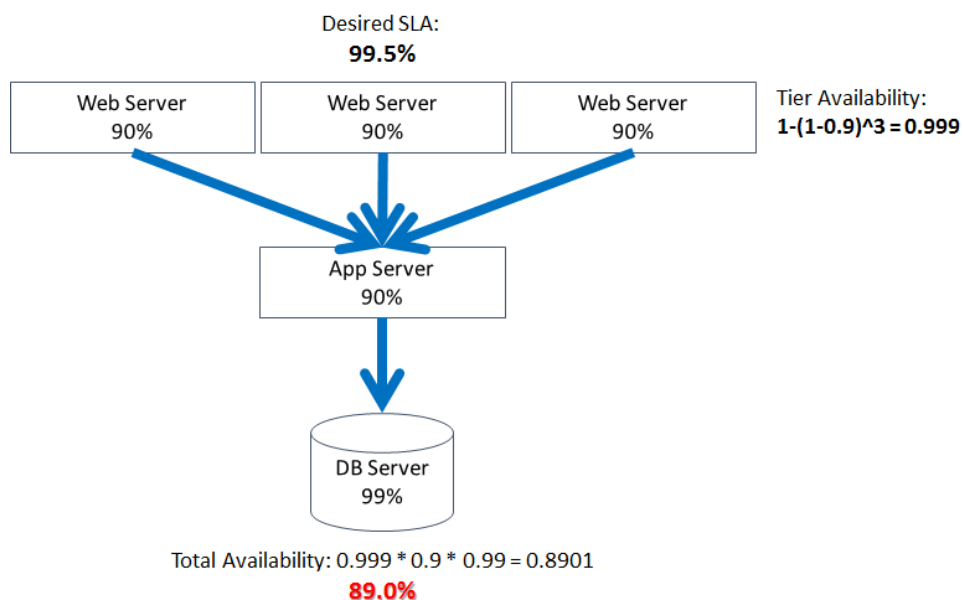 Desired SLA:
99.5%
Web Server
90%
Web Server
90%
Web Server
90%
Tier Availability:
1-(1-0.9)^3 = 0.999
App Server
90%
DB Server
99%
Total Availability: 0.999 * 0.9 * 0.99 = 0.8901
89.0%